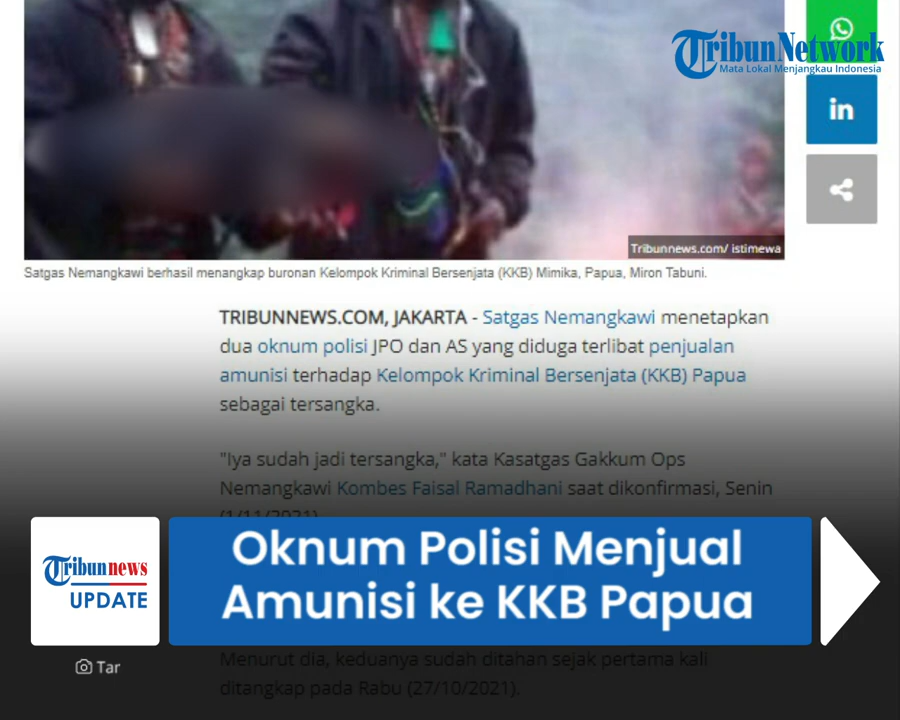 TribunNetwork
Mata Lokal Menjangkau Indonesia
Tribunnews.com/ istimewa
Satgas Nemangkawi berhasil menangkap buronan Kelompok Kriminal Bersenjata (KKB) Mimika, Papua, Miron Tabuni.
TRIBUNNEWS.COM, JAKARTA - Satgas Nemangkawi menetapkan
dua oknum polisi JPO dan AS yang diduga terlibat penjualan
amunisi terhadap Kelompok Kriminal Bersenjata (KKB) Papua
sebagai tersangka.
"Iya sudah jadi tersangka," kata Kasatgas Gakkum Ops
Nemangkawi Kombes Faisal Ramadhani saat dikonfirmasi, Senin
(1/11/2021).
Tribunnews
UPDATE
Oknum Polisi Menjual
Amunisi ke KKB Papua
Tar
Menurut dia, keduanya sudah ditahan sejak pertama kali
ditangkap pada Rabu (27/10/2021).